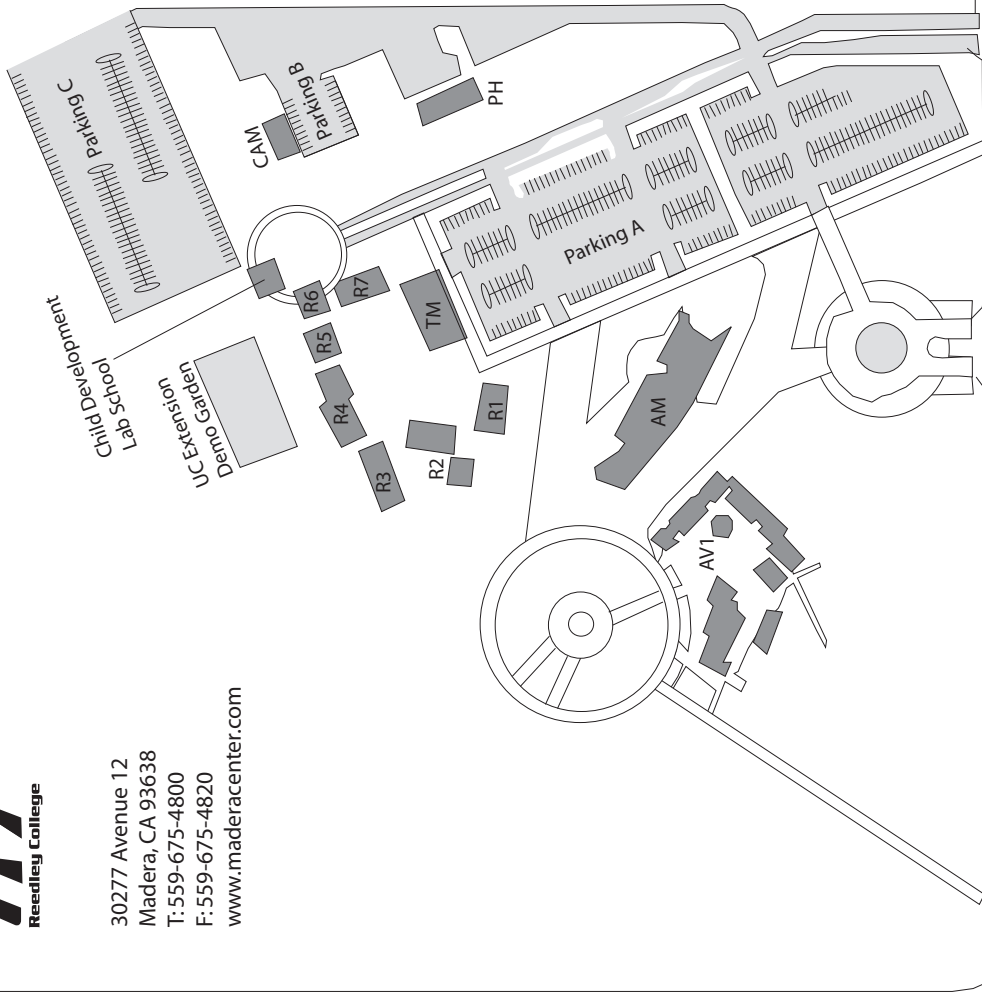 Reedley College
30277 Avenue 12
Madera, CA 93638
T:559-675-4800
F:559-675-4820
www.maderacenter.com
Parking C
Parking B
CAM
PH
Child Development
Lab School
UC Extension
Demo Garden
R6
R7
R5
R4
R3
R2
R1
TM
Parking A
AM
AV1